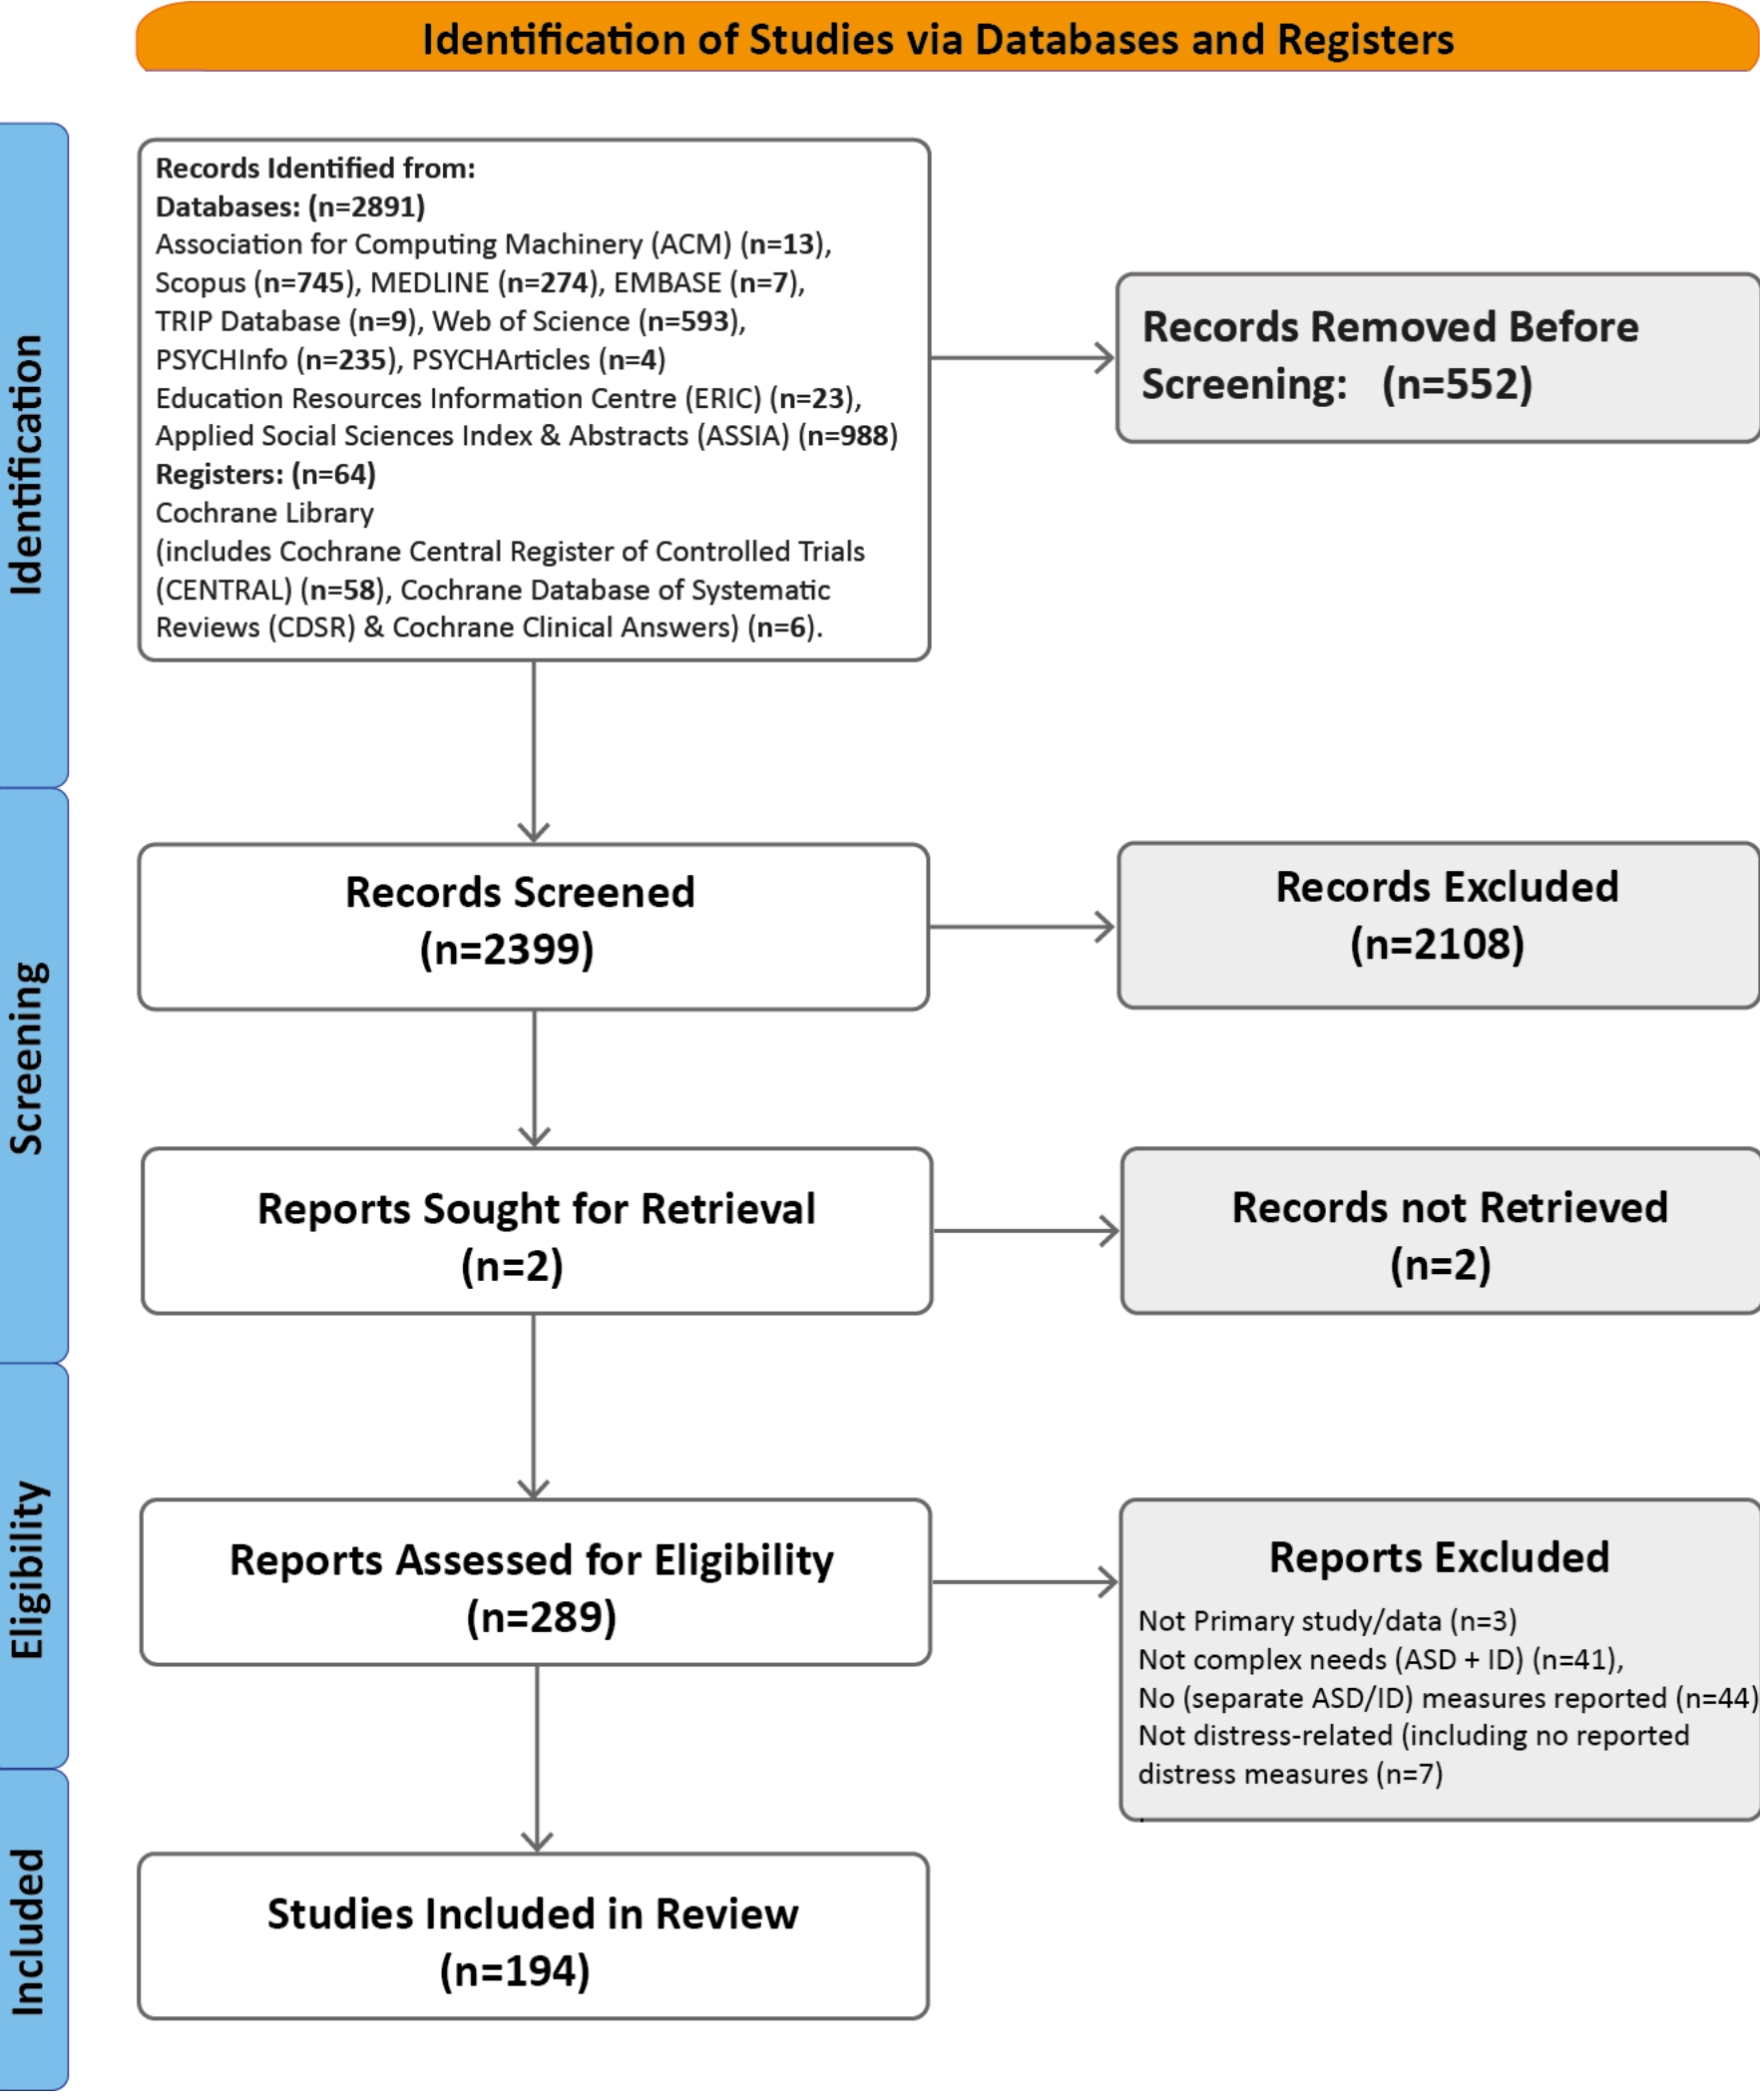 Identification of Studies via Databases and Registers
Identification
Records Identified from:
Databases: (n=2891)
Association for Computing Machinery (ACM) (n=13),
Scopus (n=745), MEDLINE (n=274), EMBASE (n=7),
TRIP Database (n=9), Web of Science (n=593),
PSYCHInfo (n=235), PSYCHArticles (n=4)
Education Resources Information Centre (ERIC) (n=23),
Applied Social Sciences Index & Abstracts (ASSIA) (n=988)
Registers: (n=64)
Cochrane Library
(includes Cochrane Central Register of Controlled Trials
(CENTRAL) (n=58), Cochrane Database of Systematic
Reviews (CDSR) & Cochrane Clinical Answers) (n=6).
Records Removed Before
Screening: (n=552)
Screening
Records Screened
(n=2399)
Records Excluded
(n=2108)
Reports Sought for Retrieval
(n=2)
Records not Retrieved
(n=2)
Eligibility
Reports Assessed for Eligibility
(n=289)
Reports Excluded
Not Primary study/data (n=3)
Not complex needs (ASD + ID) (n=41),
No (separate ASD/ID) measures reported (n=44)
Not distress-related (including no reported
distress measures (n=7)
.
Included
Studies Included in Review
(n=194)